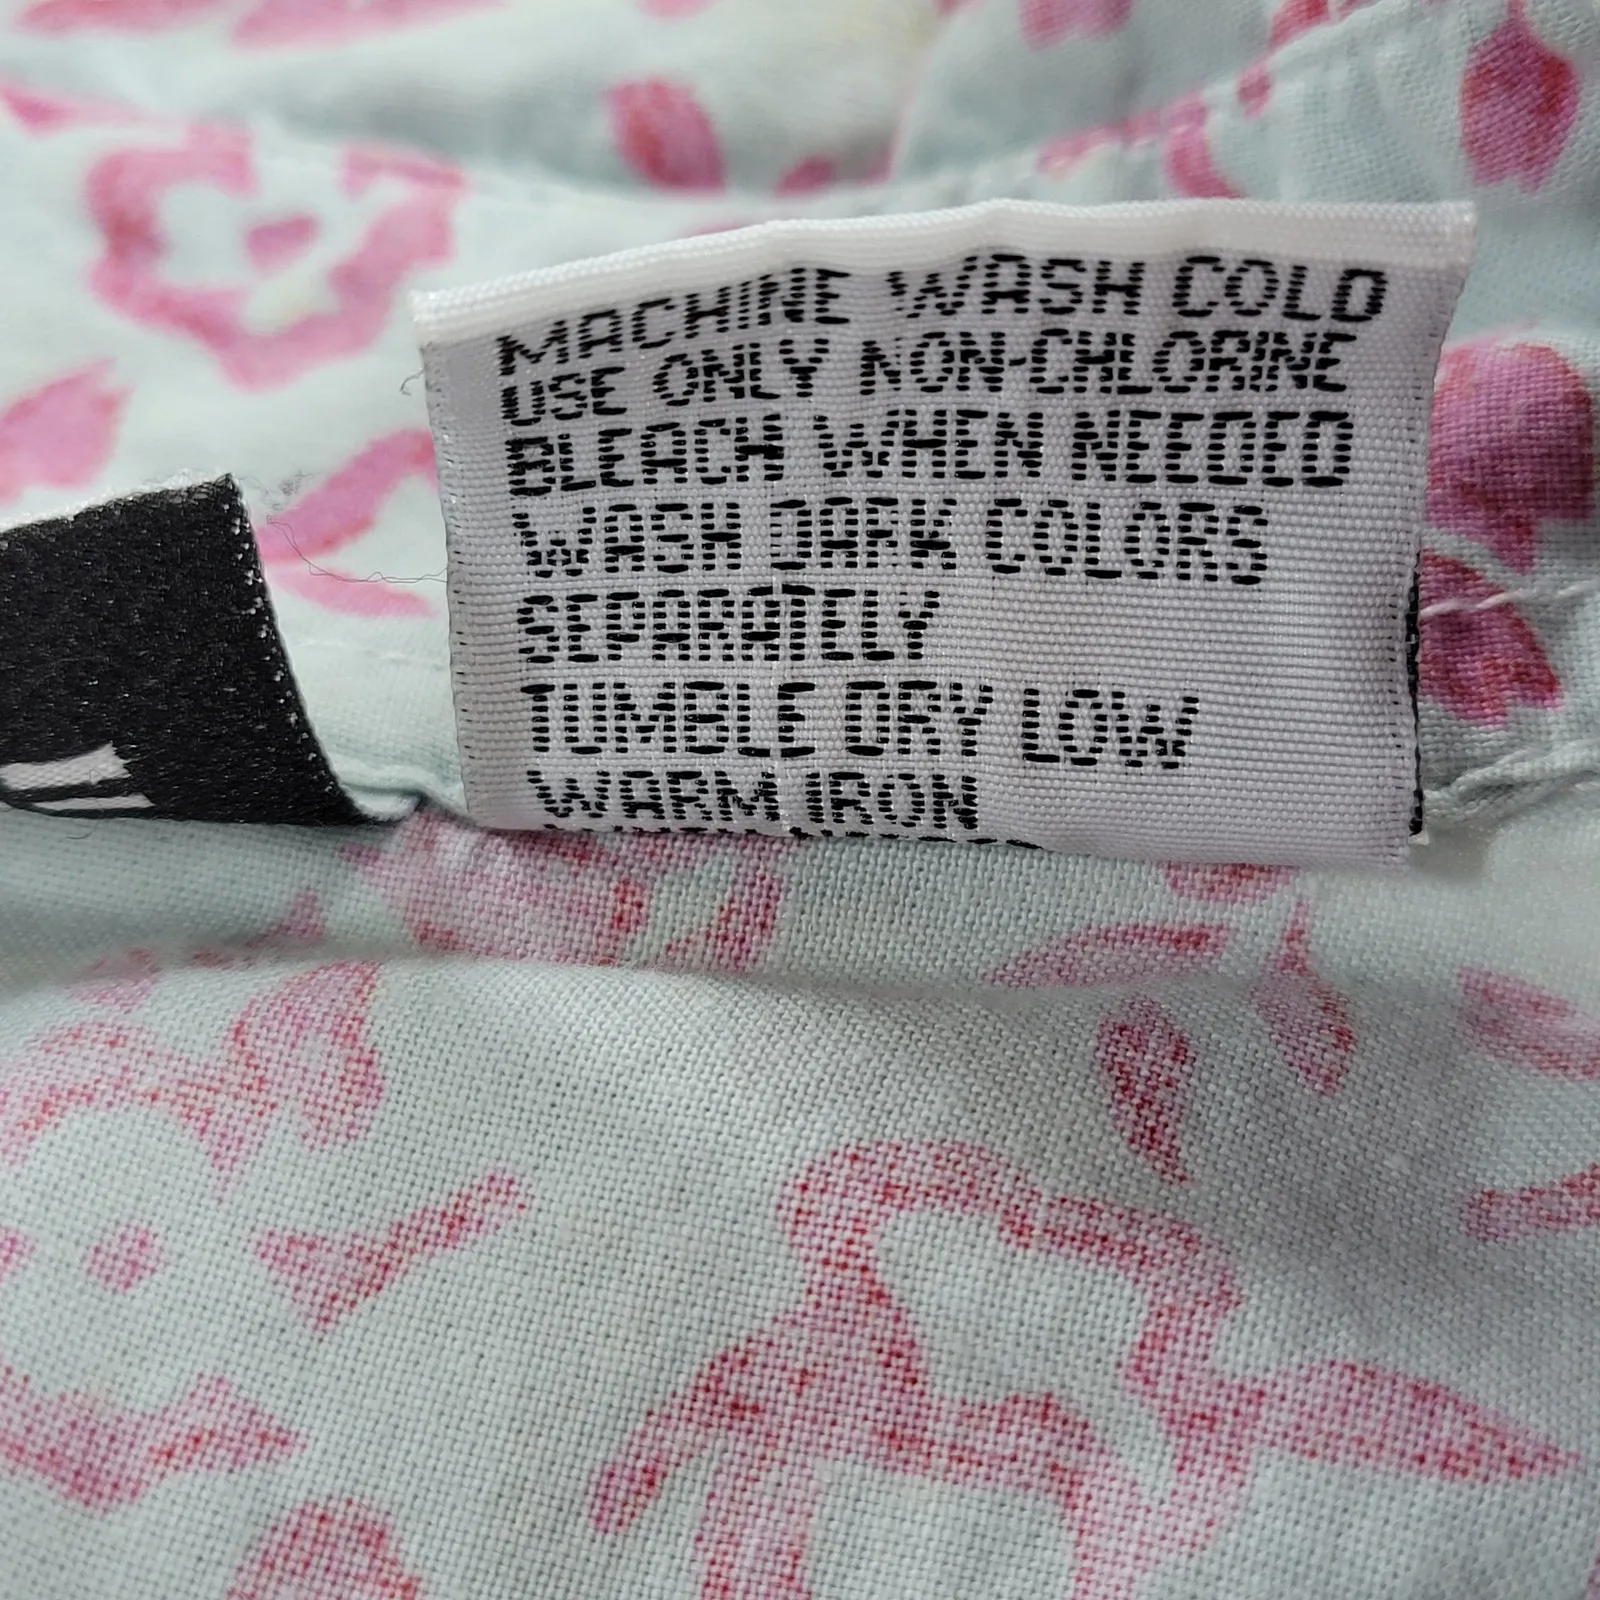 MACHINE WASH COLD
USE ONLY NON-CHLORINE
BLEACH WHEN NEEDED
WASH DARK COLORS
SEPARATELY
TUMBLE DRY LOW
WARM IRON